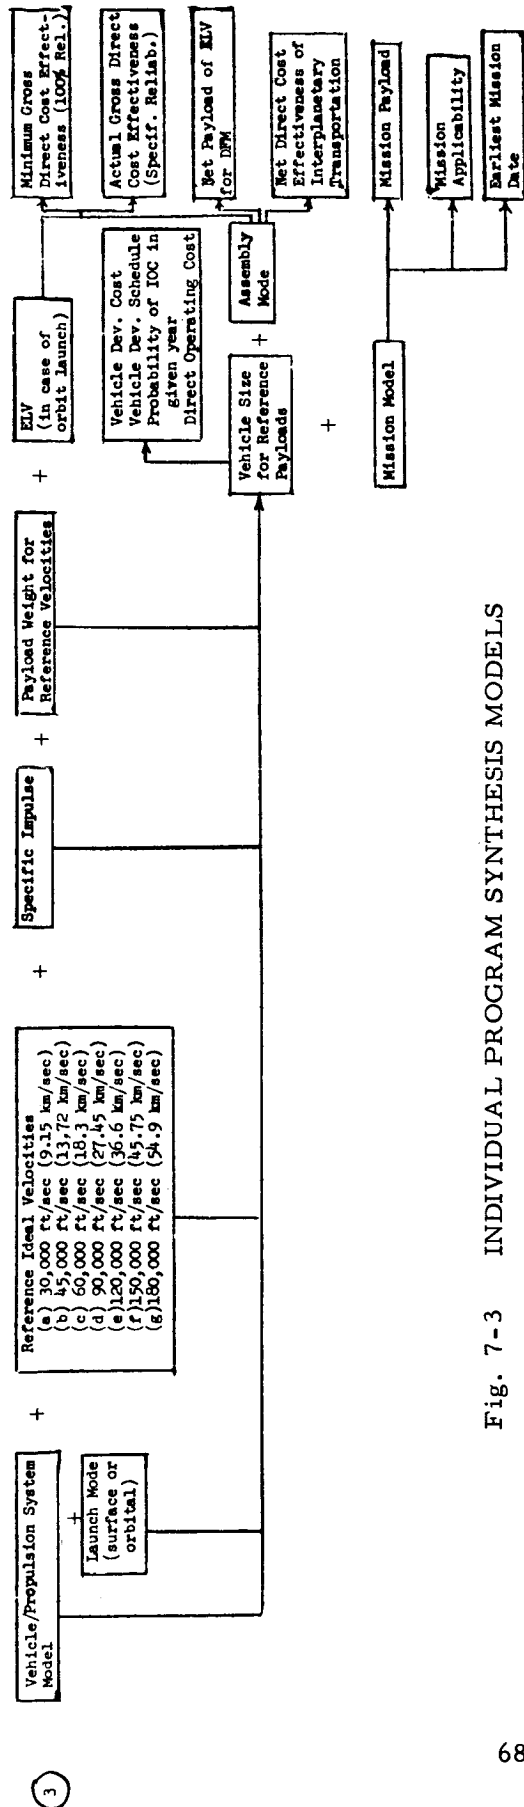 3
Vehicle/Propulsion System
Model
+
Launch Mode
(surface or
orbital)
+
Reference Ideal Velocities
(a) 30,000 ft/sec (9.15 km/sec)
(b) 45,000 ft/sec (13,72 km/sec)
(c) 60,000 ft/sec (18.3 km/sec)
(d) 90,000 ft/sec (27.45 km/sec)
(e)120,000 ft/sec (36.6 km/sec)
(f)150,000 ft/sec (45.75 km/sec)
(g)180,000 ft/sec (54.9 km/sec)
+
Specific Impulse
+
Payload Weight for
Reference Velocities
+
ELV
(in case of
orbit launch)
Vehicle Dev. Cost
Vehicle Dev. Schedule
Probability of IOC in
given year
Direct Operating Cost
Vehicle Size
for Reference
Payloads
+
Assembly
Mode
+
Mission Model
Minimum Gross
Direct Cost Effect-
iveness (100% Rel.)
Actual Gross Direct
Cost Effectiveness
(Specif. Reliab.)
Net Payload of ELV
for DFM
Net Direct Cost
Effectiveness of
Interplanetary
Transportation
Mission Payload
Mission
Applicability
Earliest Mission
Date
Fig. 7-3 INDIVIDUAL PROGRAM SYNTHESIS MODELS
68